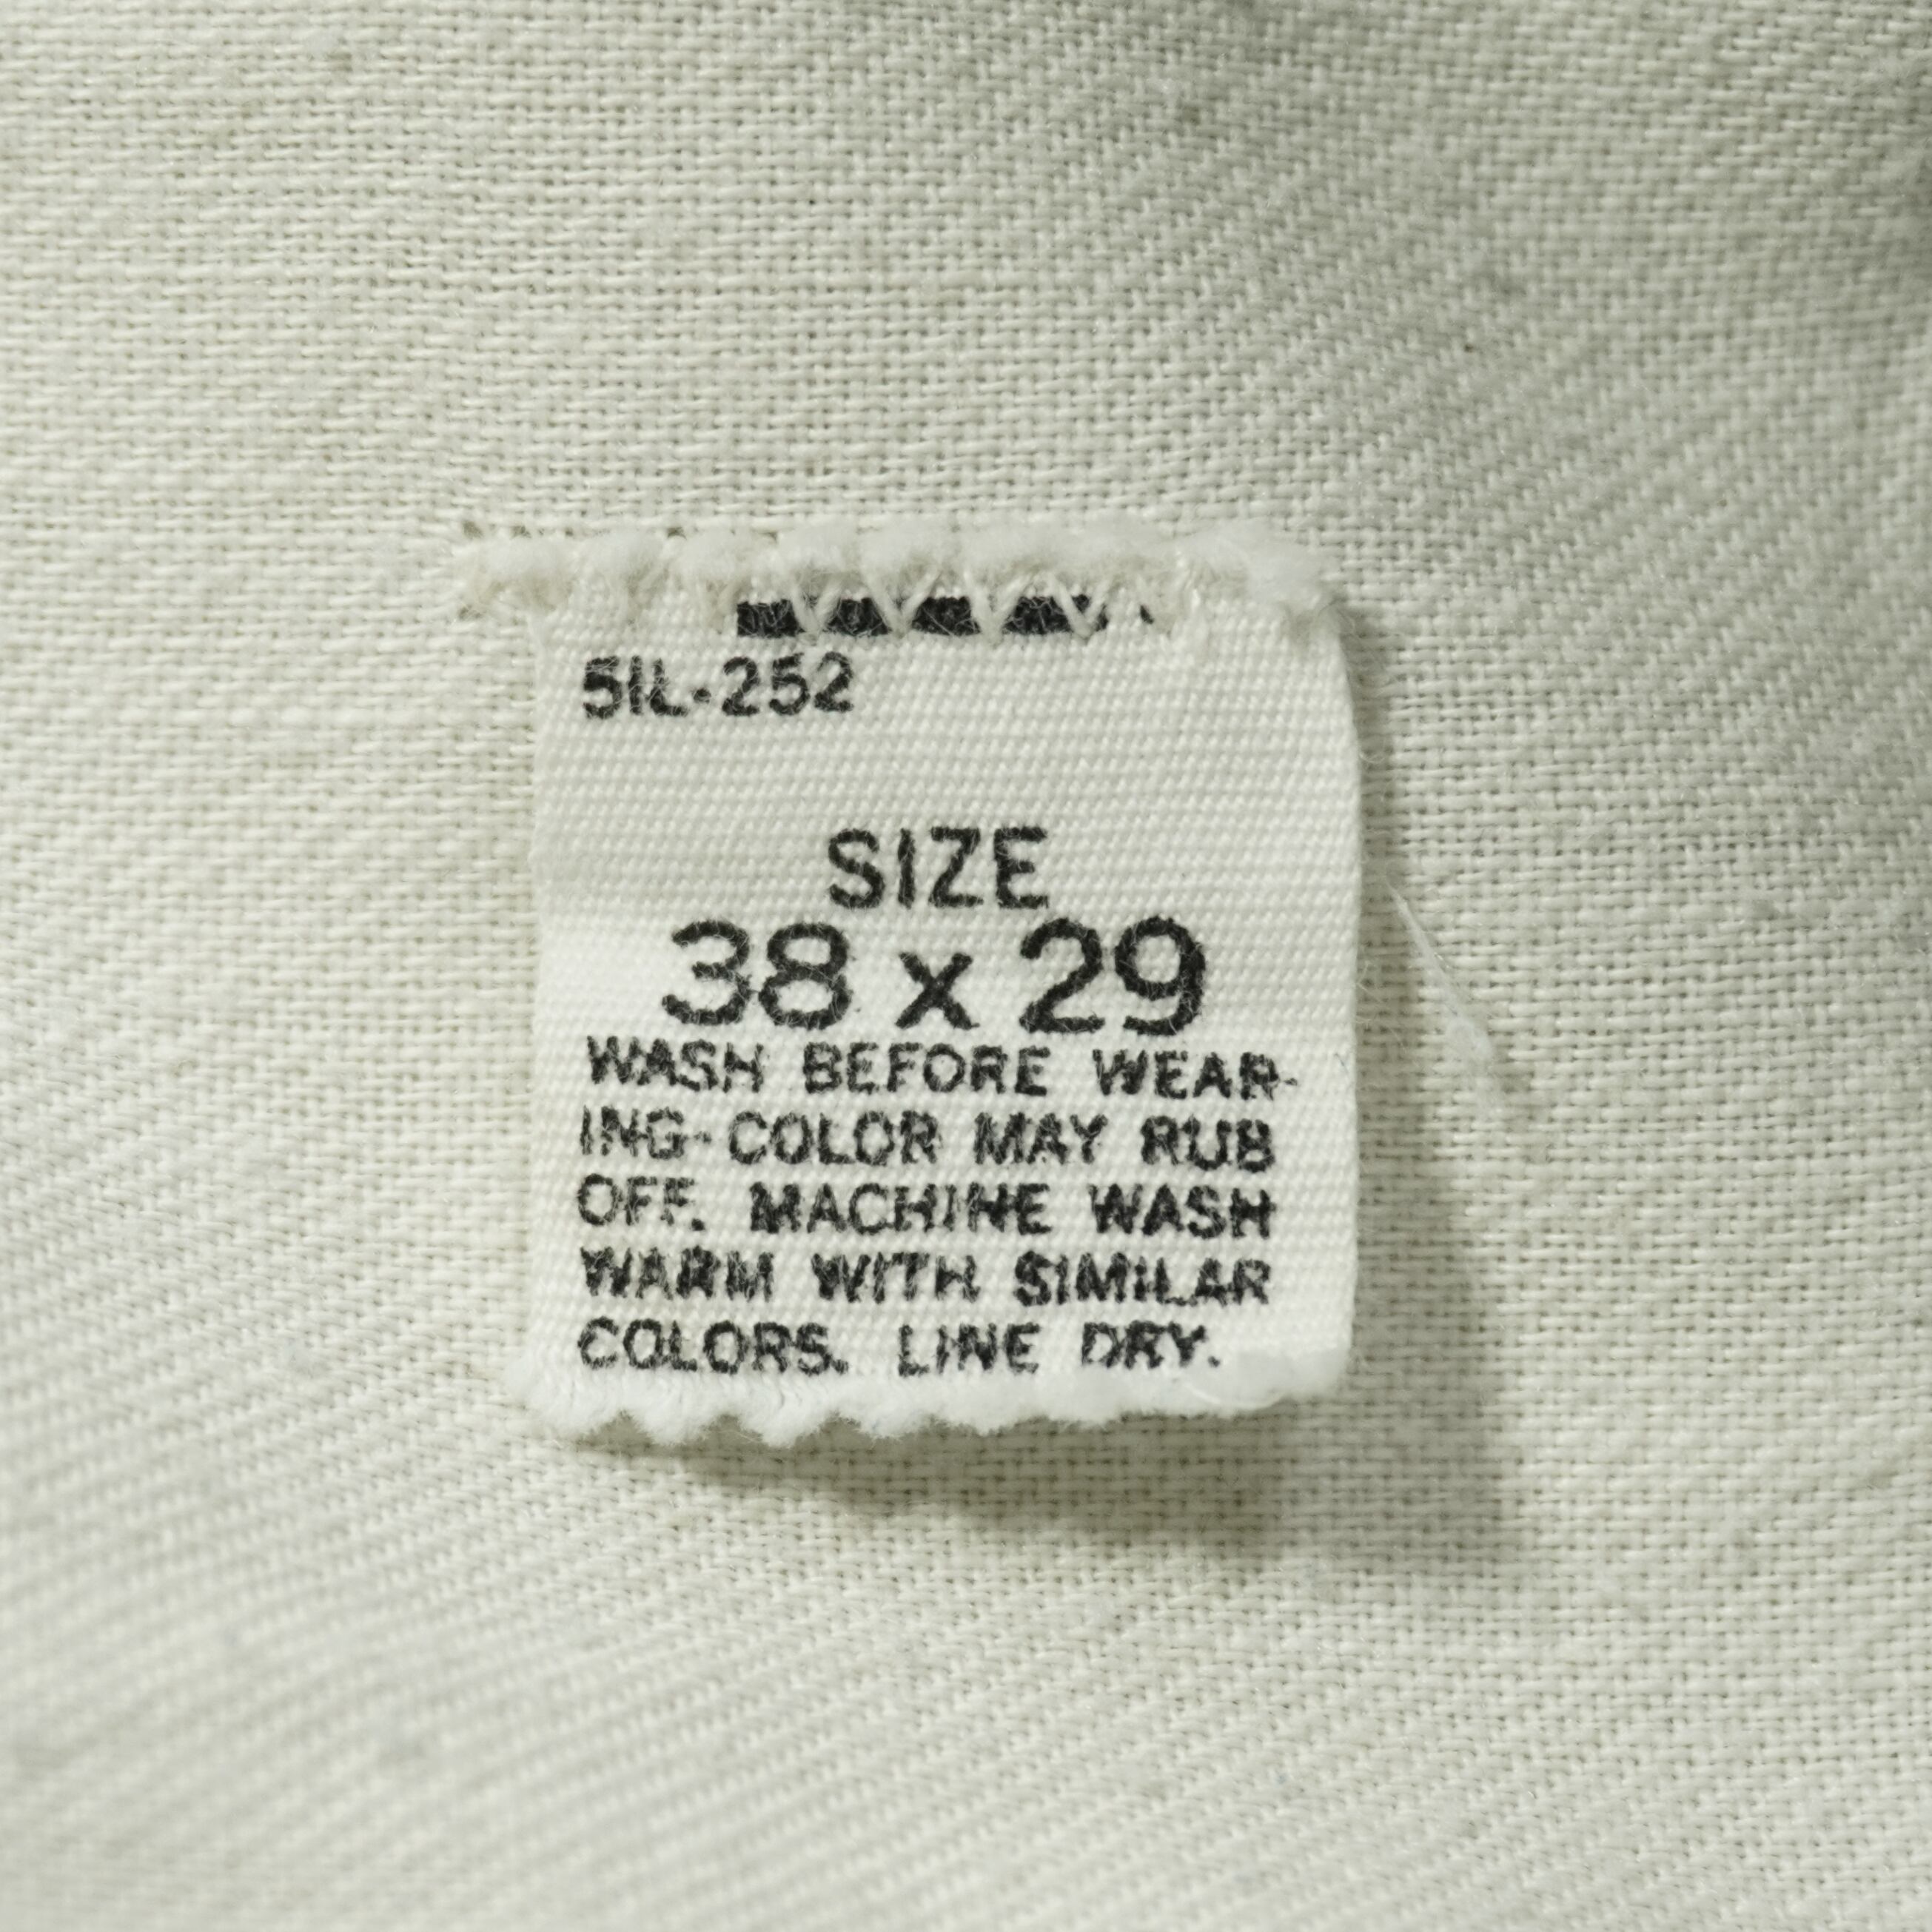 51L-252
SIZE
38 x 29
WASH BEFORE WEAR-
ING-COLOR MAY RUB
OFF. MACHINE WASH
WARM WITH SIMILAR
COLORS. LINE DRY.